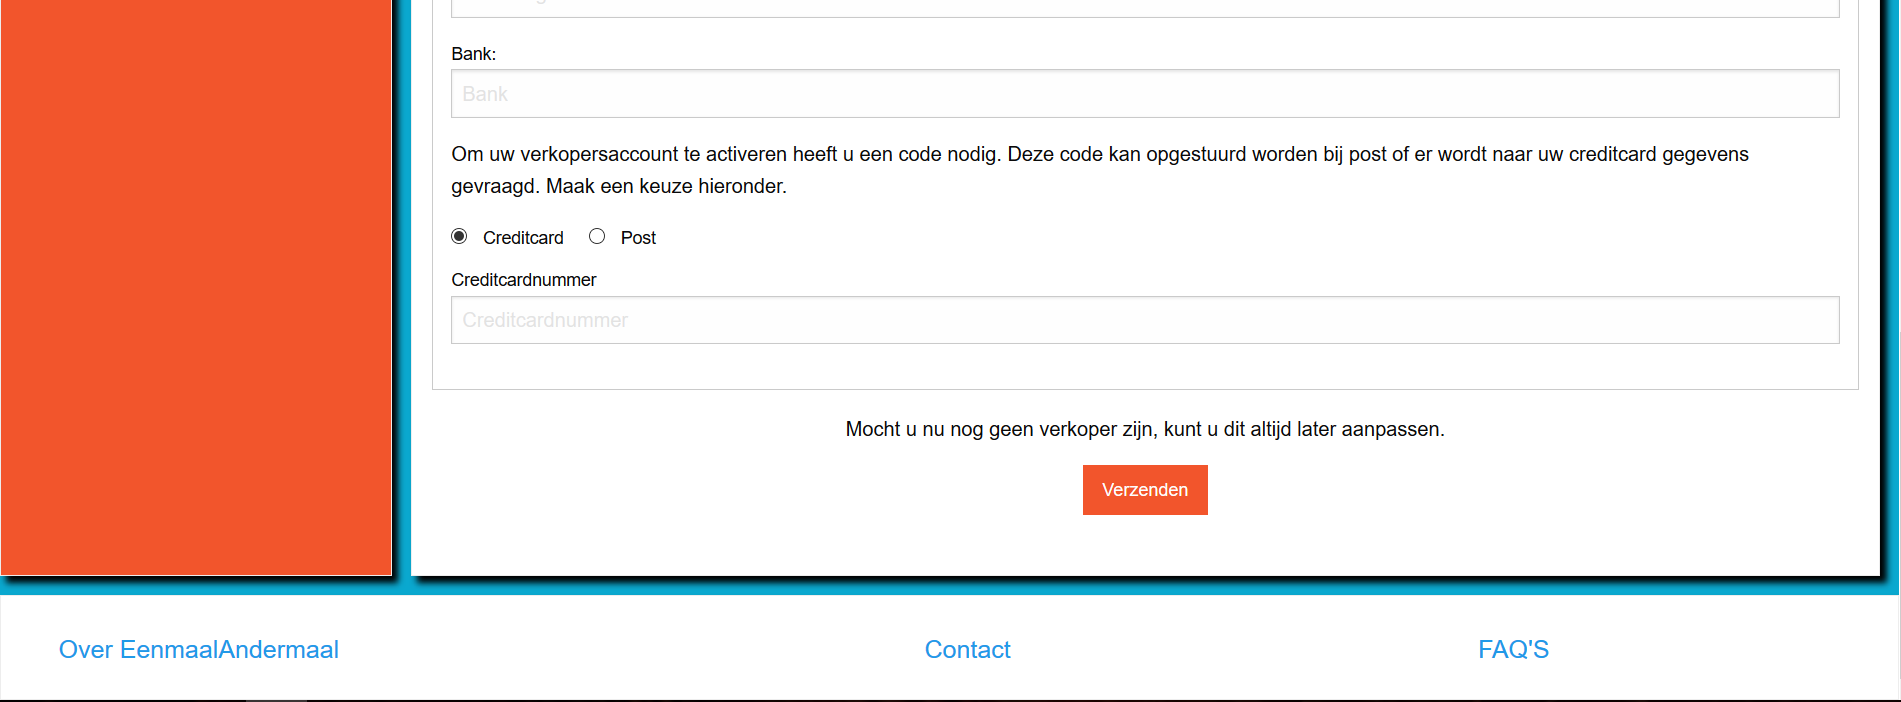 Bank:
Bank
Om uw verkopersaccount te activeren heeft u een code nodig. Deze code kan opgestuurd worden bij post of er wordt naar uw creditcard gegevens
gevraagd. Maak een keuze hieronder.
Creditcard Post
Creditcardnummer
Creditcardnummer
Mocht u nu nog geen verkoper zijn, kunt u dit altijd later aanpassen.
Verzenden
Over EenmaalAndermaal Contact FAQ'S